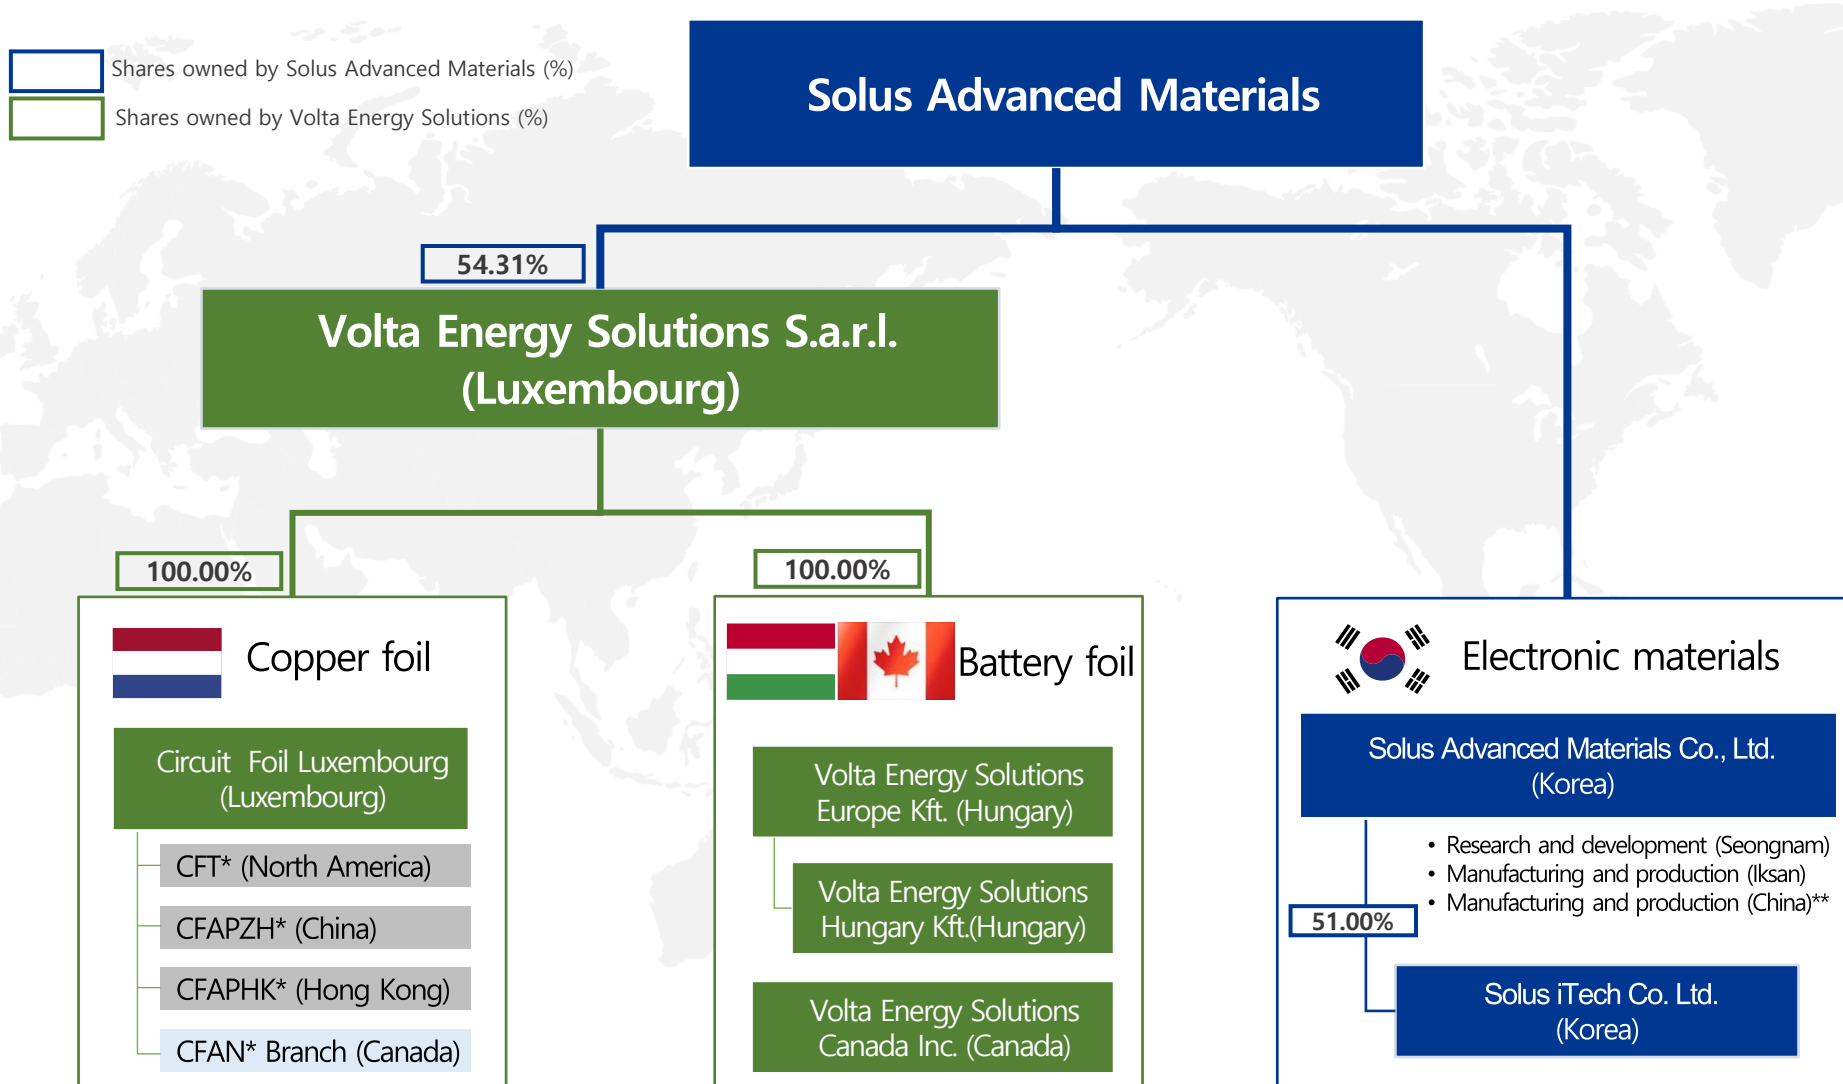 Shares owned by Solus Advanced Materials (%)
Shares owned by Volta Energy Solutions (%)
Solus Advanced Materials
54.31%
Volta Energy Solutions S.a.r.l.
(Luxembourg)
100.00%
100.00%
Copper foil
Circuit Foil Luxembourg
(Luxembourg)
CFT* (North America)
CFAPZH* (China)
CFAPHK* (Hong Kong)
CFAN* Branch (Canada)
Battery foil
Volta Energy Solutions
Europe Kft. (Hungary)
Volta Energy Solutions
Hungary Kft.(Hungary)
Volta Energy Solutions
Canada Inc. (Canada)
Electronic materials
Solus Advanced Materials Co., Ltd.
(Korea)
• Research and development (Seongnam)
• Manufacturing and production (Iksan)
• Manufacturing and production (China)**
51.00%
Solus iTech Co. Ltd.
(Korea)